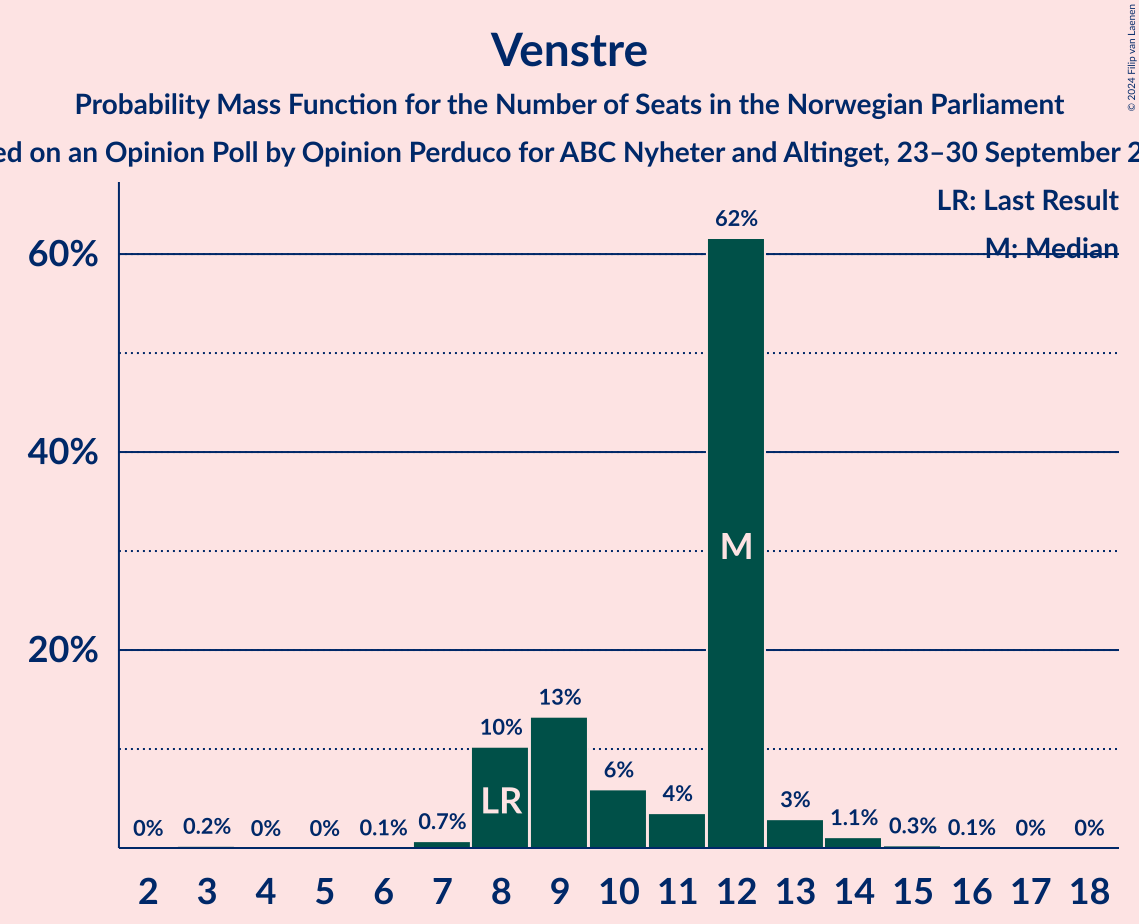 Venstre
Probability Mass Function for the Number of Seats in the Norwegian Parliament
on an Opinion Poll by Opinion Perduco for ABC Nyheter and Altinget, 23–30 September
© 2024 Filip van Laenen
LR: Last Result
M: Median
60%
40%
20%
0% 0.2% 0% 0% 0.1% 0.7% 10% 13% 6% 4% 62% 3% 1.1% 0.3% 0.1% 0% 0%
LR
M
2 3 4 5 6 7 8 9 10 11 12 13 14 15 16 17 18